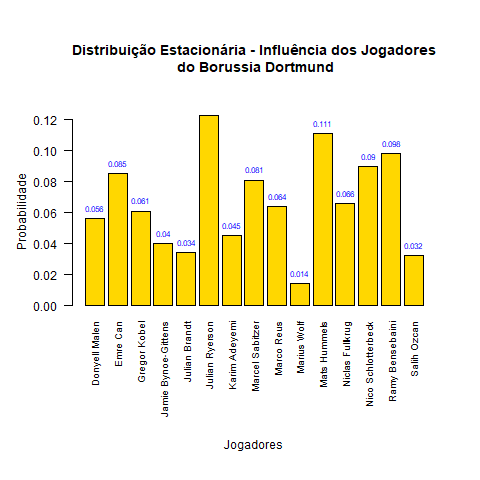 Distribuição Estacionária - Influência dos Jogadores
do Borussia Dortmund
Probabilidade
0.12
0.10
0.08
0.06
0.04
0.02
0.00
0.056
0.085
0.061
0.04
0.034
0.045
0.081
0.064
0.014
0.111
0.066
0.09
0.098
0.032
Donyell Malen
Emre Can
Gregor Kobel
Jamie Bynoe-Gittens
Julian Brandt
Julian Ryerson
Karim Adeyemi
Marcel Sabitzer
Marco Reus
Marius Wolf
Mats Hummels
Niclas Fullkrug
Nico Schlotterbeck
Ramy Bensebaini
Salih Ozcan
Jogadores